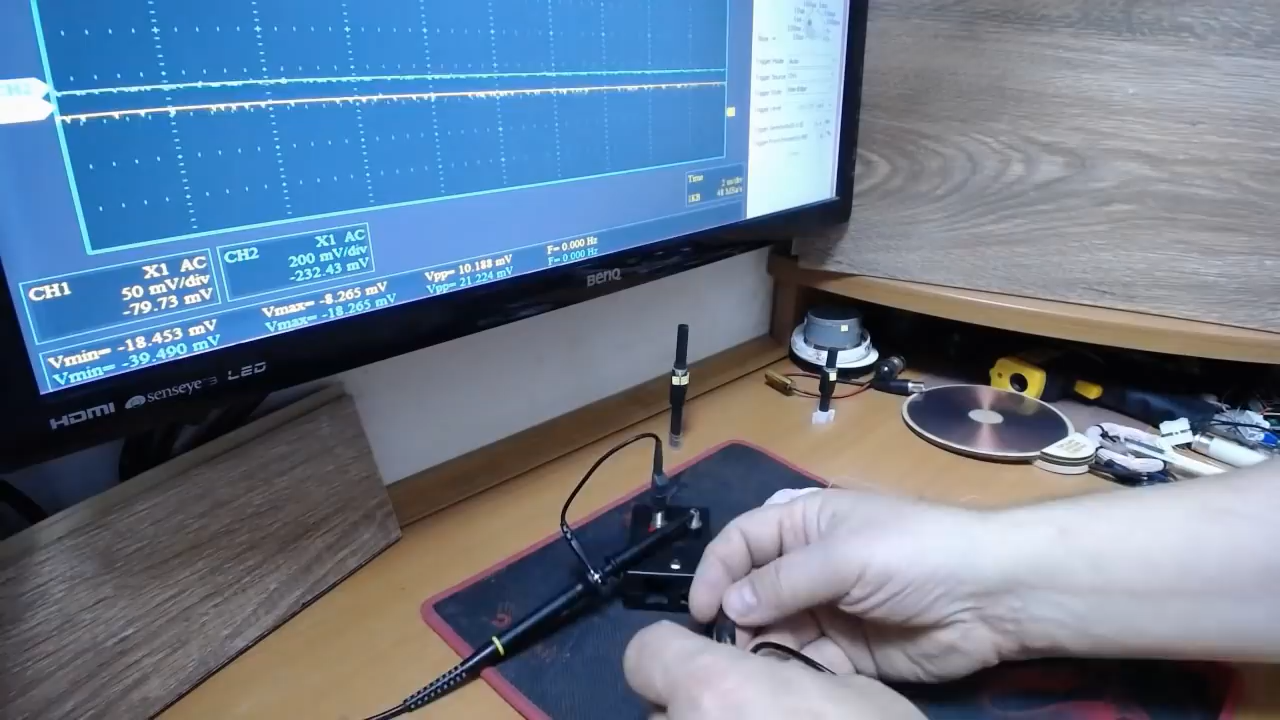 CH2
Time
1KB
CH1
X1 AC
50 mV/div
-79.73 mV
CH2
X1 AC
200 mV/div
-232.43 mV
Vmin= -18.453 mV
Vmax= -8.265 mV
Vpp= 10.188 mV
F= 0.000 Hz
Vmin= -39.490 mV
Vmax= -18.265 mV
Vpp= 21.224 mV
F= 0.000 Hz
BenQ
HDMI
senseye3 LED